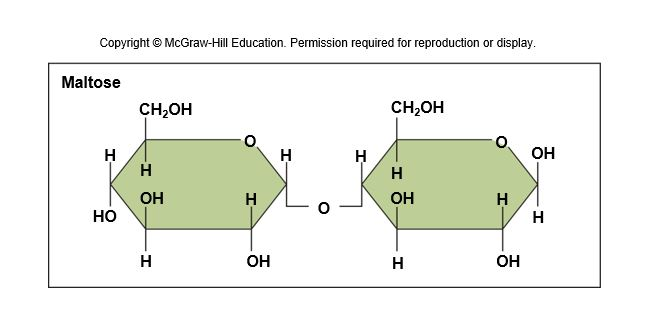 Copyright © McGraw-Hill Education. Permission required for reproduction or display.
Maltose
CH₂OH
CH₂OH
O
O
H
H
H
OH
H
H
OH
H
OH
H
HO
O
H
H
OH
H
OH
H